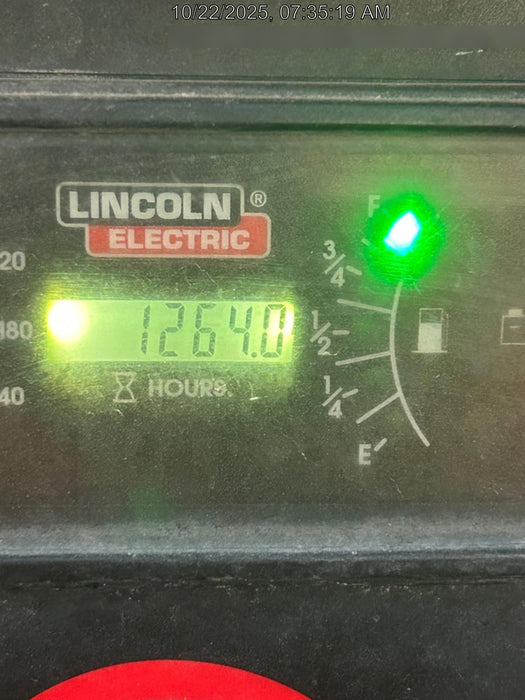 10/22/2025, 07:35:19 AM
LINCOLN ®
ELECTRIC
F
20
3/4
1264.0
180
1/2
HOURS
40
1/4
E